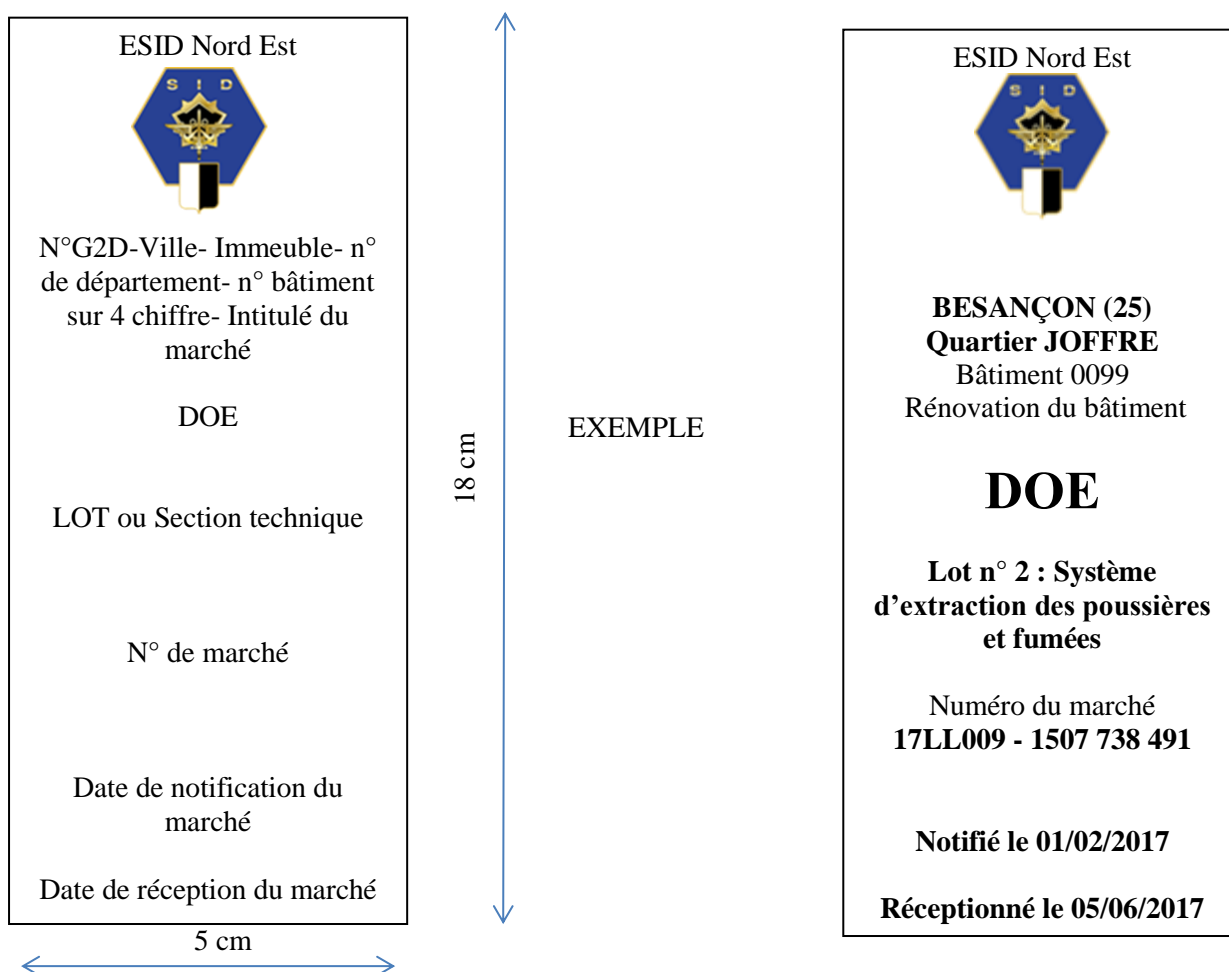 ESID Nord Est
S I D
N°G2D-Ville- Immeuble- n°
de département- n° bâtiment
sur 4 chiffre- Intitulé du
marché
DOE
LOT ou Section technique
N° de marché
Date de notification du
marché
Date de réception du marché
5 cm
18 cm
EXEMPLE
ESID Nord Est
S I D
BESANÇON (25)
Quartier JOFFRE
Bâtiment 0099
Rénovation du bâtiment
DOE
Lot n° 2 : Système
d’extraction des poussières
et fumées
Numéro du marché
17LL009 - 1507 738 491
Notifié le 01/02/2017
Réceptionné le 05/06/2017